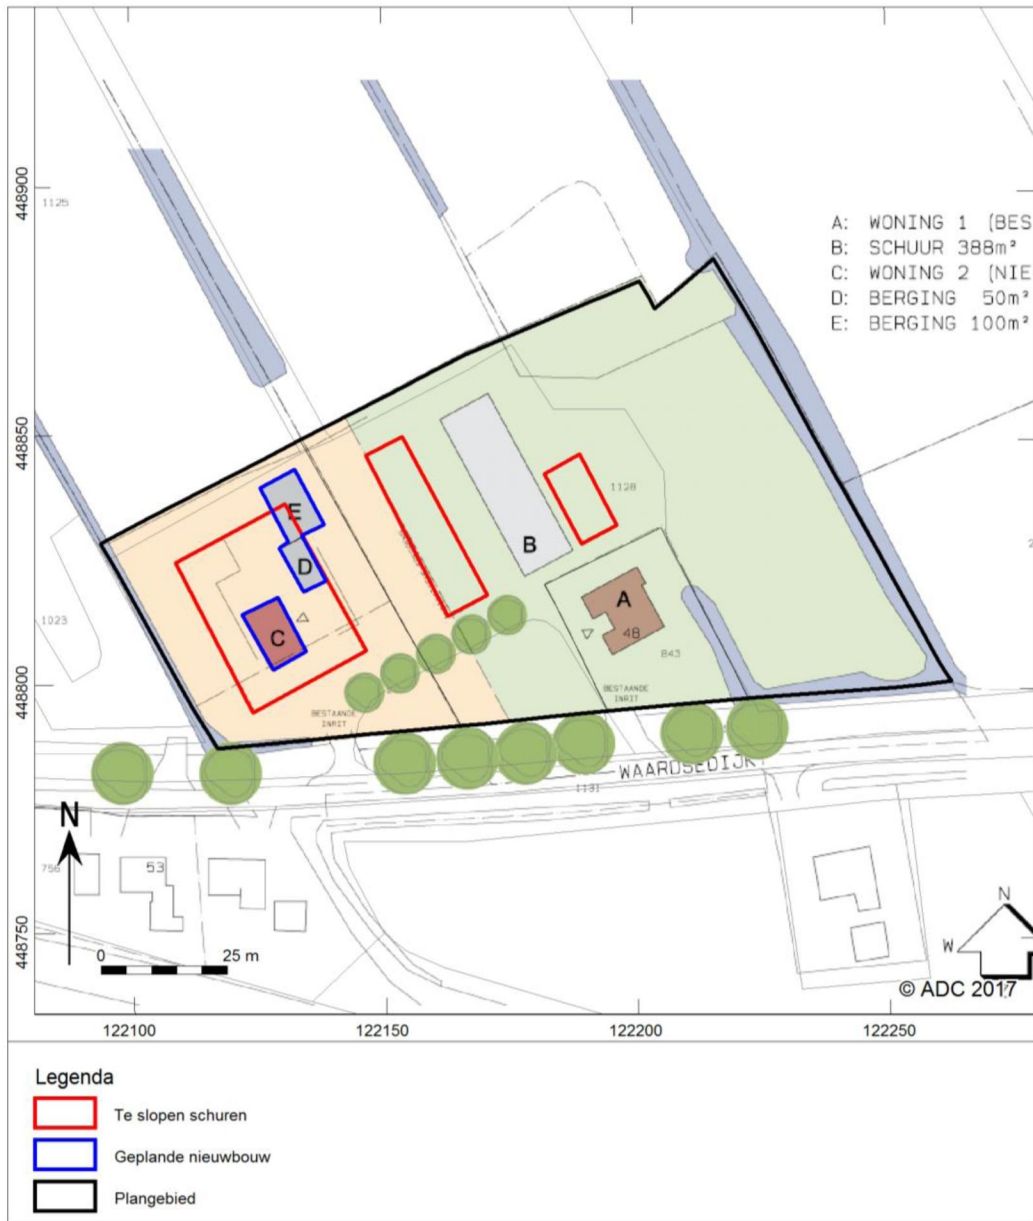 448900
1125
A: WONING 1 (BES
B: SCHUUR 388m²
C: WONING 2 (NIE
D: BERGING 50m²
E: BERGING 100m²
448850
E
1128
B
D
A
1023
C
48
843
448800
BESTAANDE
INRIT
BESTAANDE
INRIT
WAARDSEDIJK
1131
N
756
53
N
W
448750
0
25 m
© ADC 2017
122100
122150
122200
122250
Legenda
Te slopen schuren
Geplande nieuwbouw
Plangebied